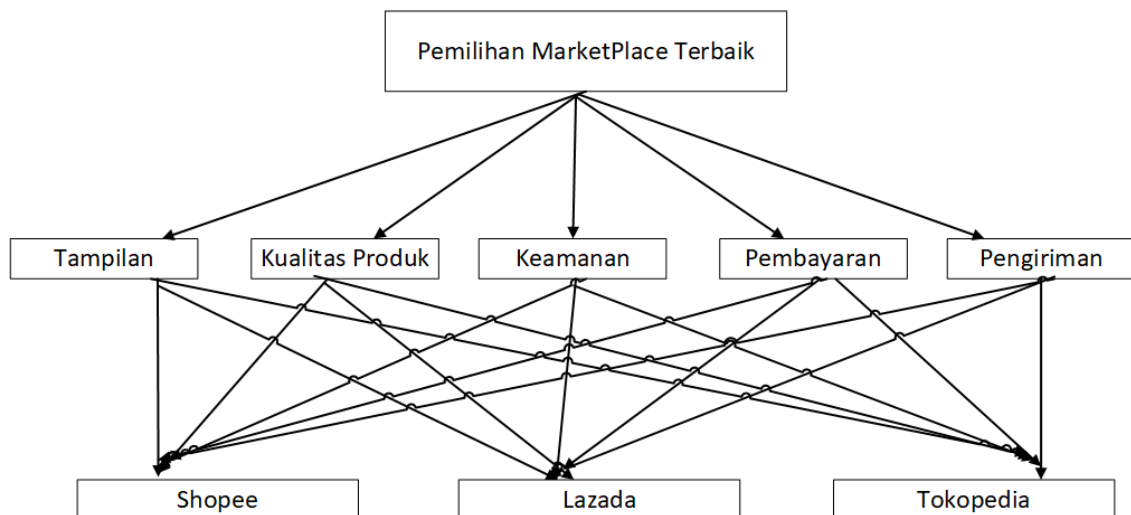 Pemilihan MarketPlace Terbaik
Tampilan
Kualitas Produk
Keamanan
Pembayaran
Pengiriman
Shopee
Lazada
Tokopedia